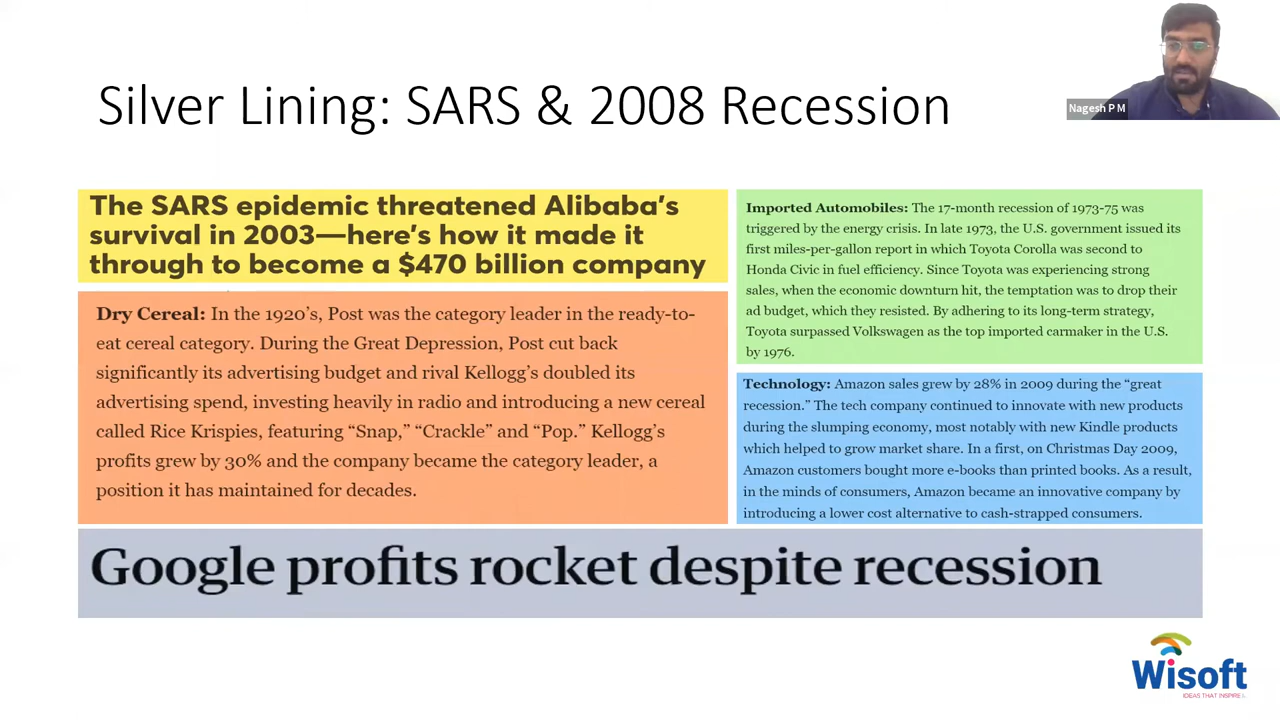 Silver Lining: SARS & 2008 Recession
Nagesh P M
The SARS epidemic threatened Alibaba's
survival in 2003—here's how it made it
through to become a $470 billion company
Dry Cereal: In the 1920's, Post was the category leader in the ready-to-
eat cereal category. During the Great Depression, Post cut back
significantly its advertising budget and rival Kellogg's doubled its
advertising spend, investing heavily in radio and introducing a new cereal
called Rice Krispies, featuring “Snap,” “Crackle” and “Pop.” Kellogg's
profits grew by 30% and the company became the category leader, a
position it has maintained for decades.
Imported Automobiles: The 17-month recession of 1973-75 was
triggered by the energy crisis. In late 1973, the U.S. government issued its
first miles-per-gallon report in which Toyota Corolla was second to
Honda Civic in fuel efficiency. Since Toyota was experiencing strong
sales, when the economic downturn hit, the temptation was to drop their
ad budget, which they resisted. By adhering to its long-term strategy,
Toyota surpassed Volkswagen as the top imported carmaker in the U.S.
by 1976.
Technology: Amazon sales grew by 28% in 2009 during the “great
recession.” The tech company continued to innovate with new products
during the slumping economy, most notably with new Kindle products
which helped to grow market share. In a first, on Christmas Day 2009,
Amazon customers bought more e-books than printed books. As a result,
in the minds of consumers, Amazon became an innovative company by
introducing a lower cost alternative to cash-strapped consumers.
Google profits rocket despite recession
Wisoft
IDEAS THAT INSPIRE